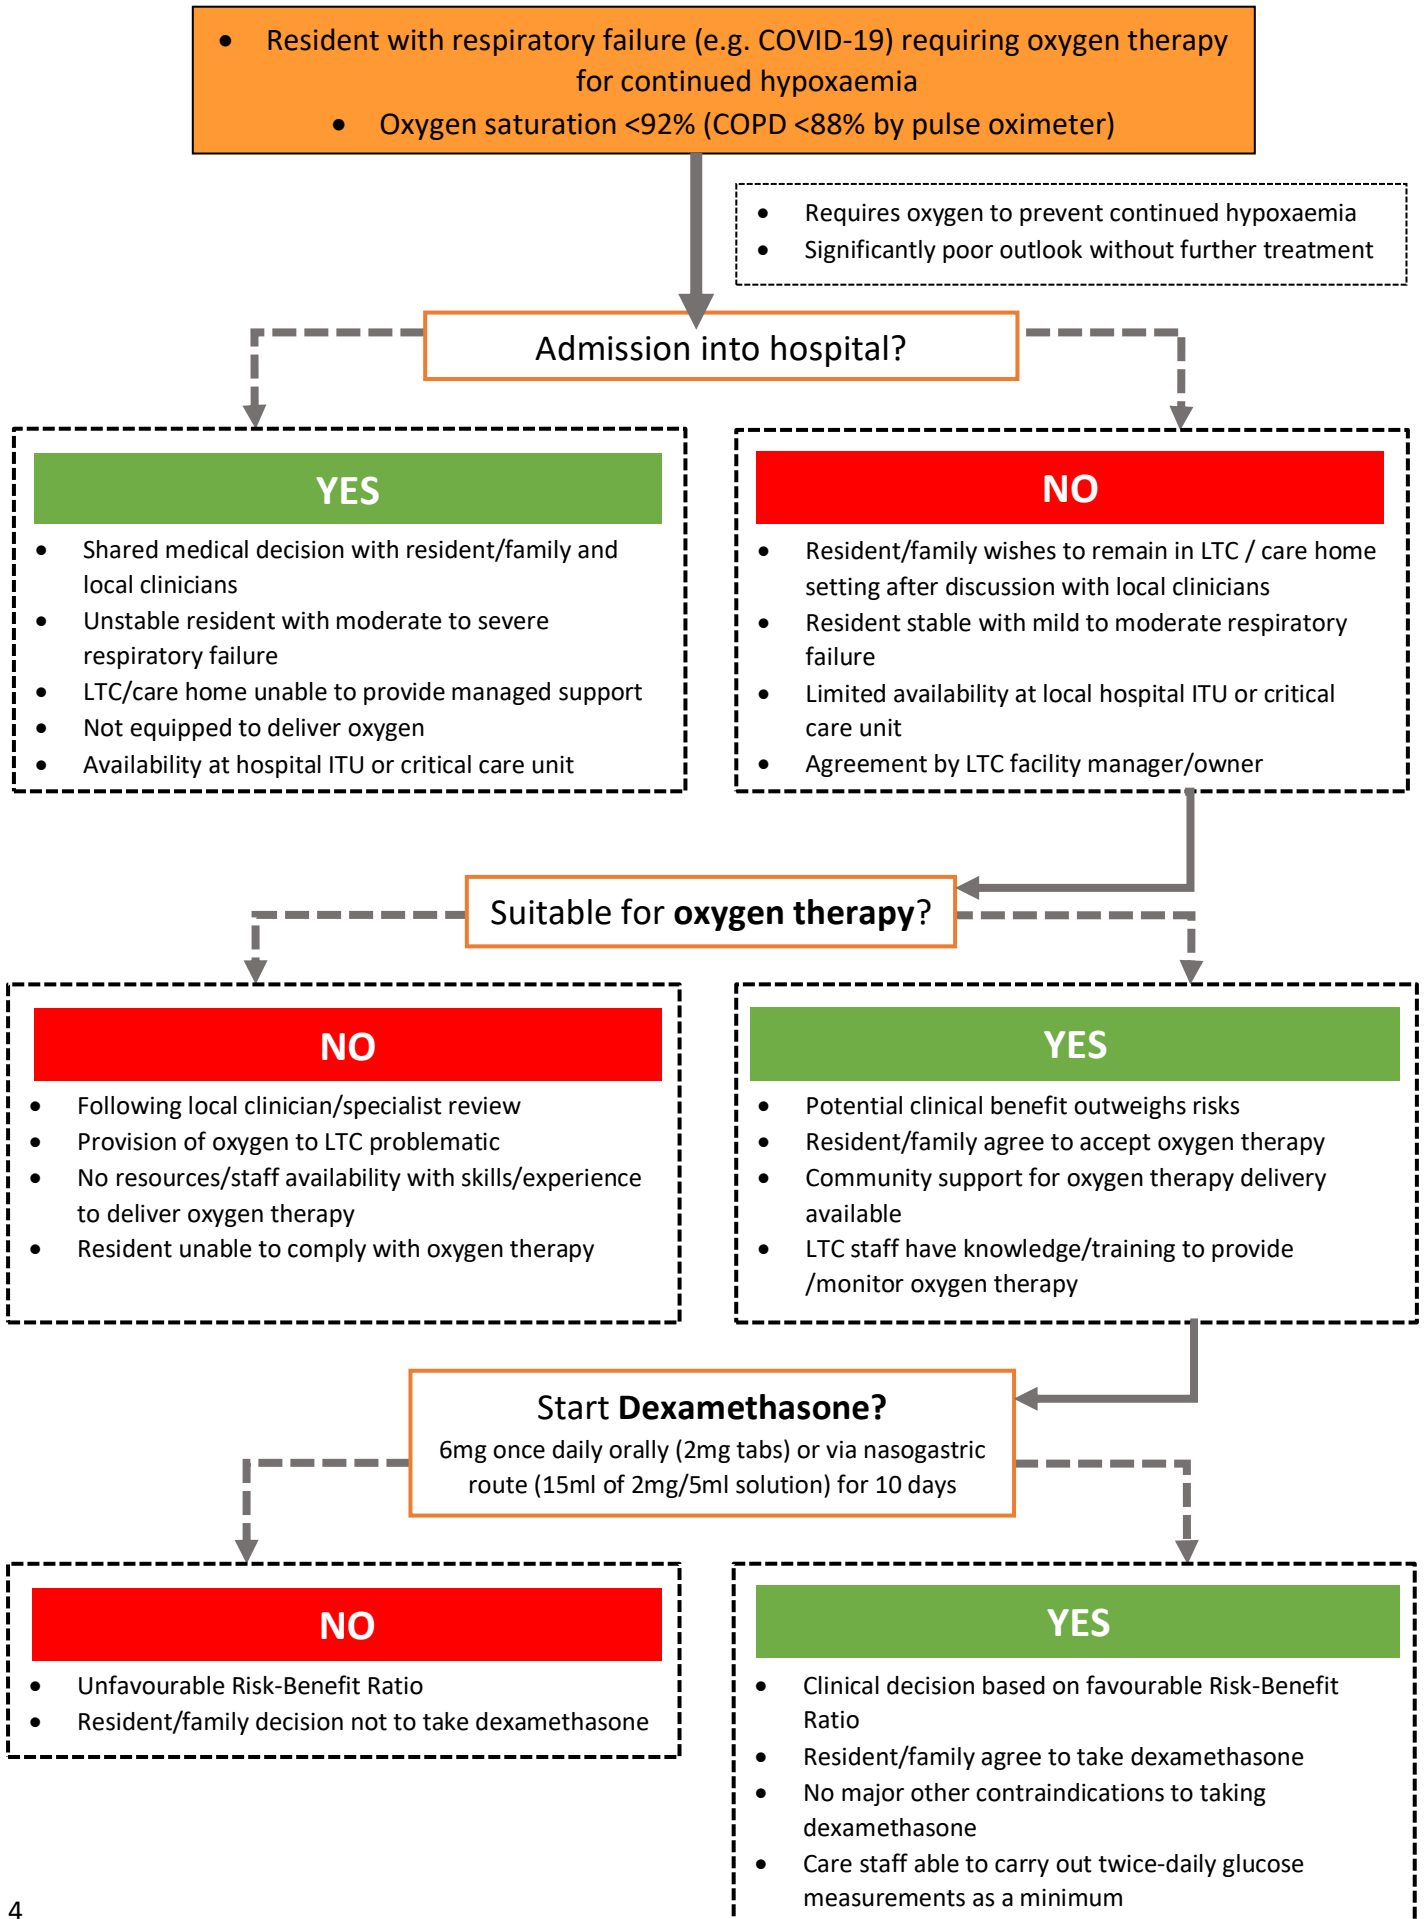 • Resident with respiratory failure (e.g. COVID-19) requiring oxygen therapy
for continued hypoxaemia
• Oxygen saturation <92% (COPD <88% by pulse oximeter)
• Requires oxygen to prevent continued hypoxaemia
• Significantly poor outlook without further treatment
Admission into hospital?
YES
• Shared medical decision with resident/family and
local clinicians
• Unstable resident with moderate to severe
respiratory failure
• LTC/care home unable to provide managed support
• Not equipped to deliver oxygen
• Availability at hospital ITU or critical care unit
NO
• Resident/family wishes to remain in LTC / care home
setting after discussion with local clinicians
• Resident stable with mild to moderate respiratory
failure
• Limited availability at local hospital ITU or critical
care unit
• Agreement by LTC facility manager/owner
Suitable for oxygen therapy?
NO
• Following local clinician/specialist review
• Provision of oxygen to LTC problematic
• No resources/staff availability with skills/experience
to deliver oxygen therapy
• Resident unable to comply with oxygen therapy
YES
• Potential clinical benefit outweighs risks
• Resident/family agree to accept oxygen therapy
• Community support for oxygen therapy delivery
available
• LTC staff have knowledge/training to provide
/monitor oxygen therapy
Start Dexamethasone?
6mg once daily orally (2mg tabs) or via nasogastric
route (15ml of 2mg/5ml solution) for 10 days
NO
• Unfavourable Risk-Benefit Ratio
• Resident/family decision not to take dexamethasone
YES
• Clinical decision based on favourable Risk-Benefit
Ratio
• Resident/family agree to take dexamethasone
• No major other contraindications to taking
dexamethasone
• Care staff able to carry out twice-daily glucose
measurements as a minimum
4